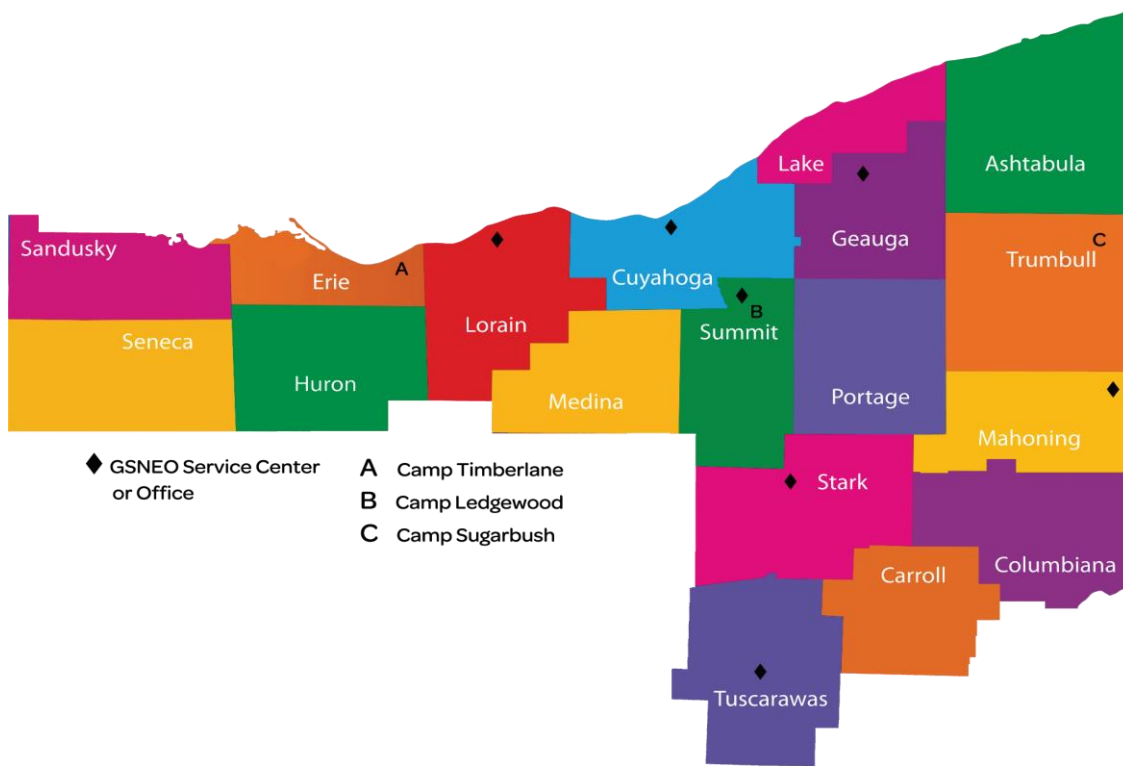 Lake
Ashtabula
Geauga
C
Trumbull
Sandusky
Erie
A
Cuyahoga
B
Summit
Lorain
Seneca
Huron
Medina
Portage
Mahoning
GSNEO Service Center
or Office
A Camp Timberlane
B Camp Ledgewood
C Camp Sugarbush
Stark
Carroll
Columbiana
Tuscarawas